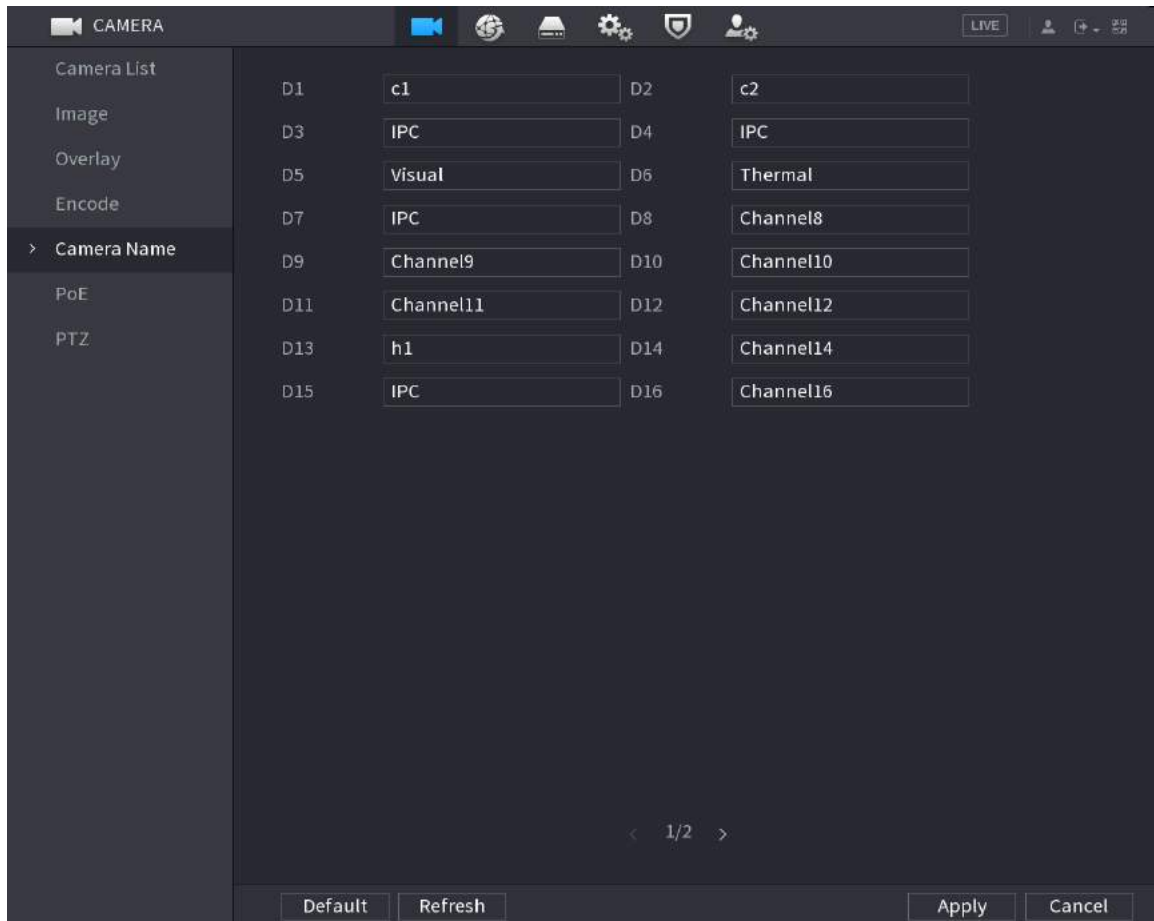 CAMERA LIVE
Camera List
Image
Overlay
Encode
> Camera Name
PoE
PTZ
D1 c1 D2 c2
D3 IPC D4 IPC
D5 Visual D6 Thermal
D7 IPC D8 Channel8
D9 Channel9 D10 Channel10
D11 Channel11 D12 Channel12
D13 h1 D14 Channel14
D15 IPC D16 Channel16
< 1/2 >
Default Refresh Apply Cancel